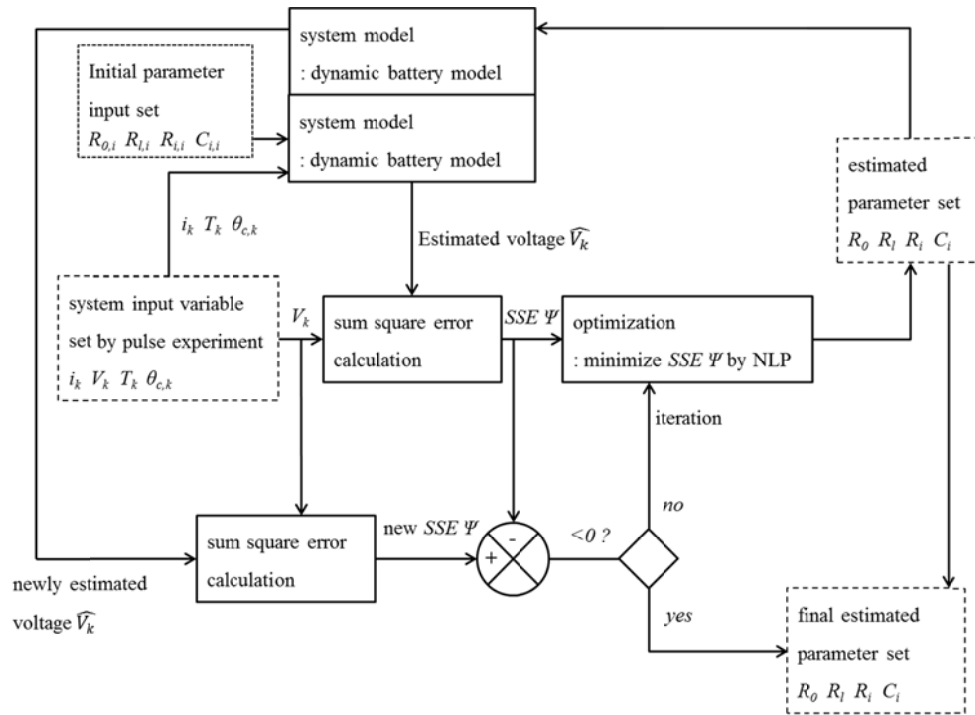 system model
: dynamic battery model
Initial parameter
input set
R0,i Rl,i Ri,i Ci,i
system model
: dynamic battery model
estimated
parameter set
R0 Rl Ri Ci
ik Tk θc,k
Estimated voltage V̂k
system input variable
set by pulse experiment
ik Vk Tk θc,k
Vk
sum square error
calculation
SSE Ψ
optimization
: minimize SSE Ψ by NLP
iteration
no
sum square error
calculation
new SSE Ψ
-
+
<0 ?
yes
newly estimated
voltage V̂k
final estimated
parameter set
R0 Rl Ri Ci